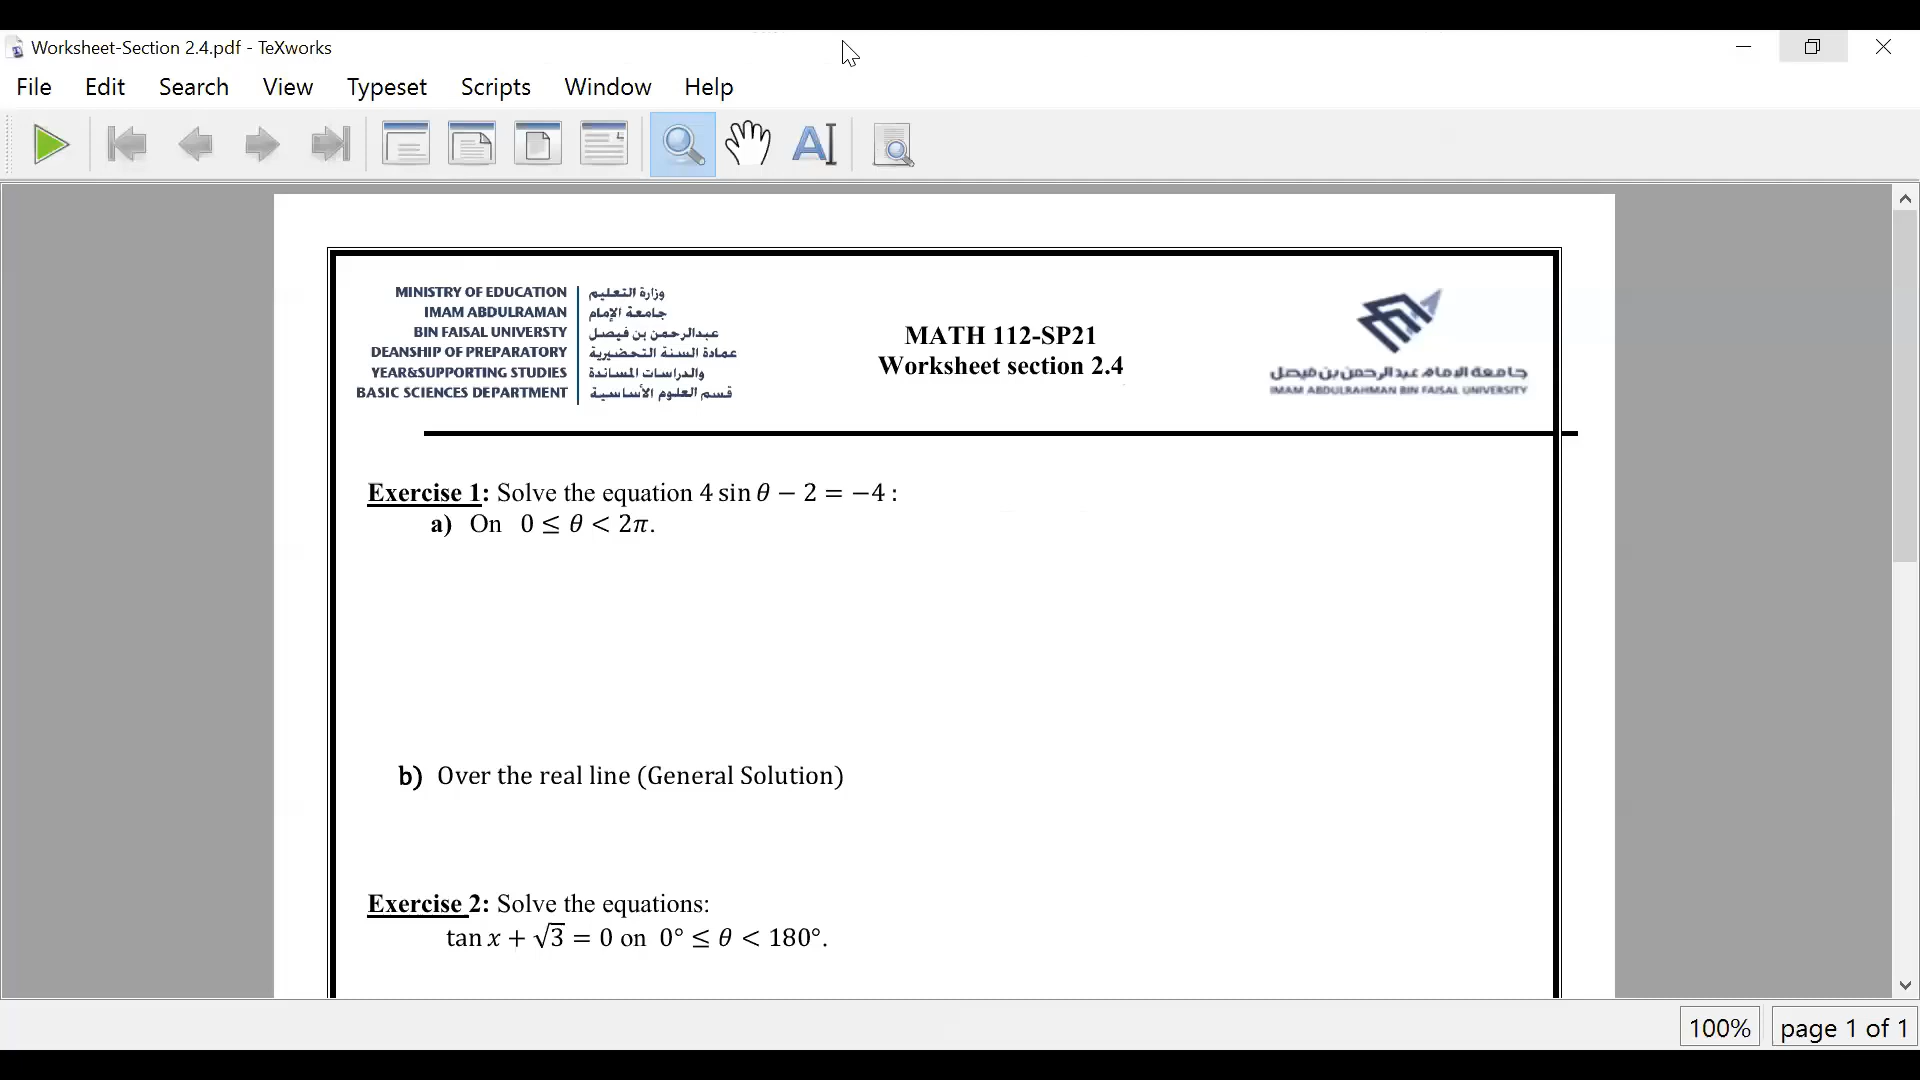 Worksheet-Section 2.4.pdf - TeXworks
File Edit Search View Typeset Scripts Window Help
MINISTRY OF EDUCATION
IMAM ABDULRAMAN
BIN FAISAL UNIVERSTY
DEANSHIP OF PREPARATORY
YEAR&SUPPORTING STUDIES
BASIC SCIENCES DEPARTMENT
وزارة التعليم
جامعة الإمام
عبدالرحمن بن فيصل
عمادة السنة التحضيرية
والدراسات المساندة
قسم العلوم الأساسية
MATH 112-SP21
Worksheet section 2.4
جامعة الإمام عبدالرحمن بن فيصل
IMAM ABDULRAHMAN BIN FAISAL UNIVERSITY
Exercise 1: Solve the equation 4 sin θ − 2 = −4 :
a) On 0 ≤ θ < 2π.
b) Over the real line (General Solution)
Exercise 2: Solve the equations:
tan x + √3 = 0 on 0° ≤ θ < 180°.
100% page 1 of 1